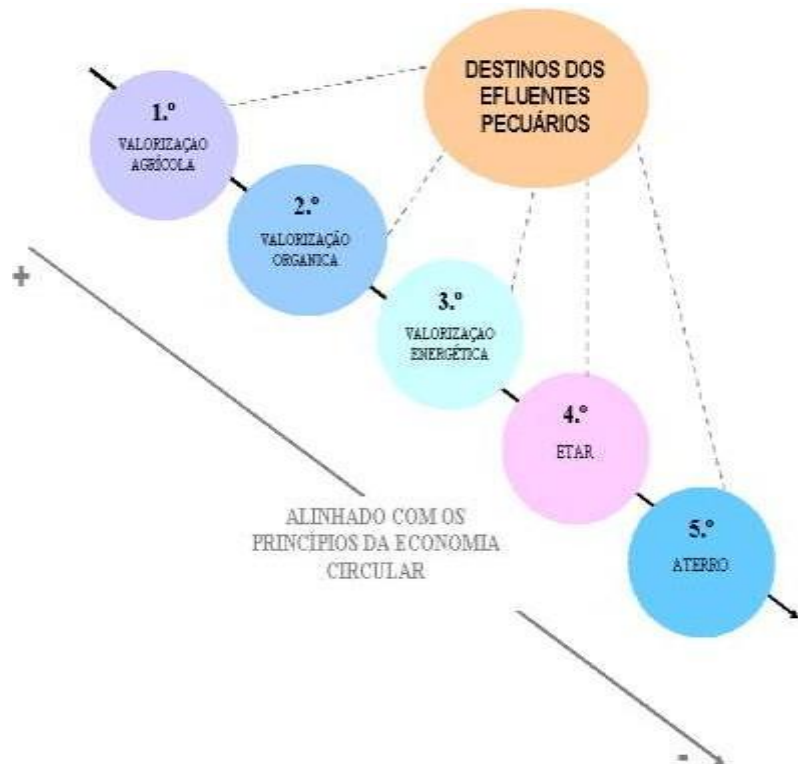 DESTINOS DOS
EFLUENTES
PECUÁRIOS
1.º
VALORIZAÇAO
AGRÍCOLA
2.º
VALORIZAÇÃO
ORGANICA
3.º
VALORIZAÇAO
ENERGÉTICA
4.º
ETAR
5.º
ATERRO
+
ALINHADO COM OS
PRINCÍPIOS DA ECONOMIA
CIRCULAR
-